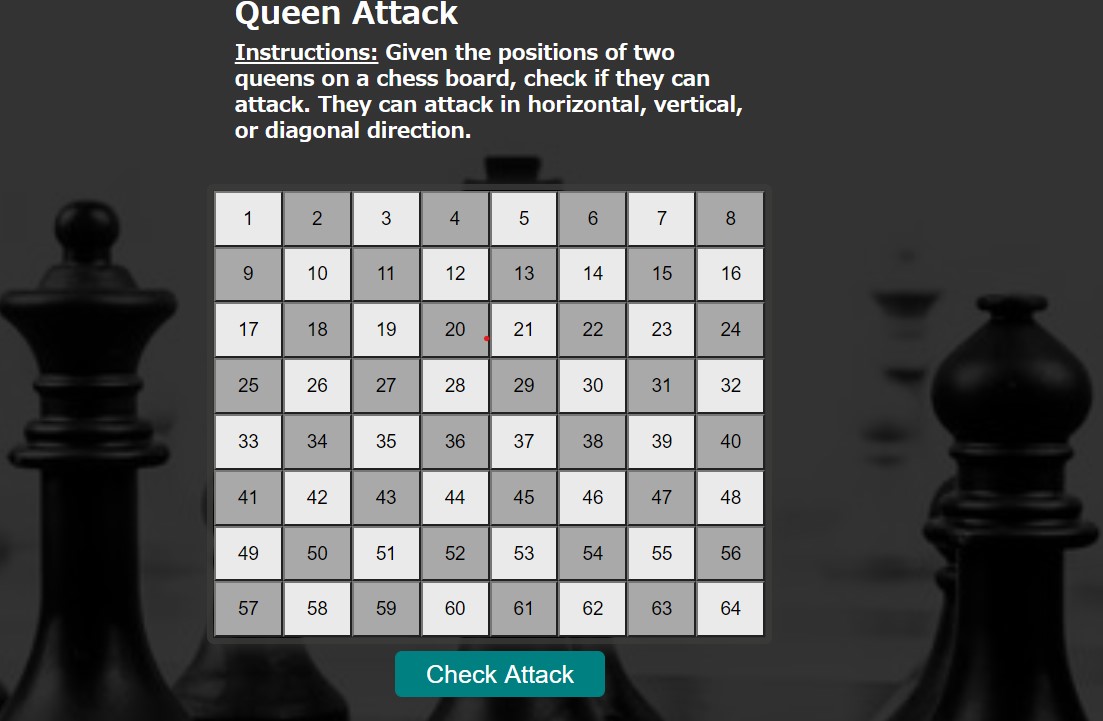 Queen Attack
Instructions: Given the positions of two
queens on a chess board, check if they can
attack. They can attack in horizontal, vertical,
or diagonal direction.
1 2 3 4 5 6 7 8
9 10 11 12 13 14 15 16
17 18 19 20 21 22 23 24
25 26 27 28 29 30 31 32
33 34 35 36 37 38 39 40
41 42 43 44 45 46 47 48
49 50 51 52 53 54 55 56
57 58 59 60 61 62 63 64
Check Attack